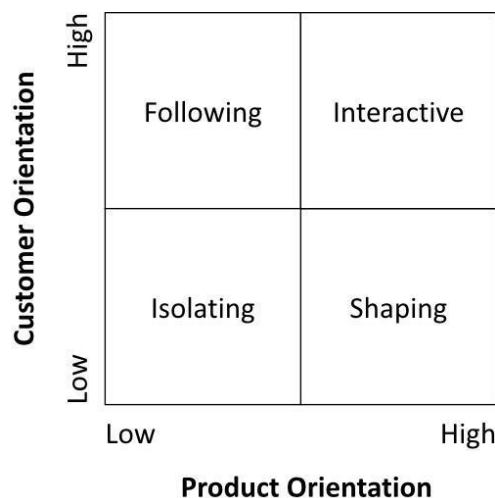 Customer Orientation
High
Low
Following
Interactive
Isolating
Shaping
Low
High
Product Orientation